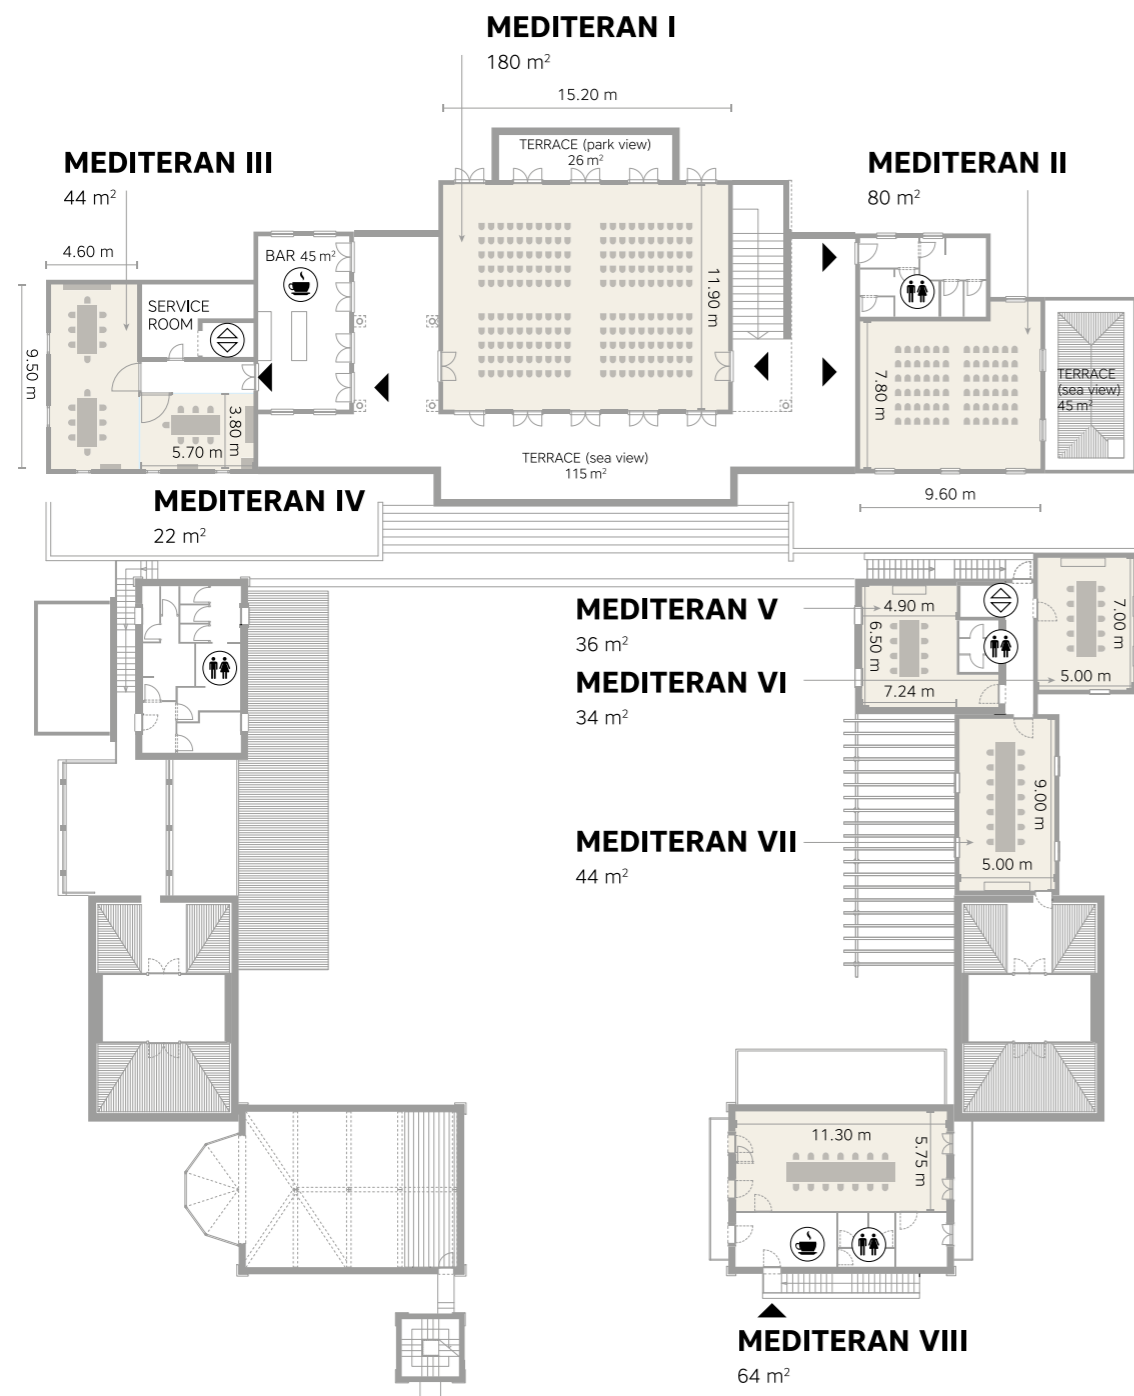 MEDITERAN I
180 m²
15.20 m
TERRACE (park view)
26 m²
MEDITERAN III
44 m²
4.60 m
MEDITERAN II
80 m²
BAR 45 m²
SERVICE
ROOM
11.90 m
9.50 m
3.80 m
5.70 m
7.80 m
TERRACE
(sea view)
45 m²
TERRACE (sea view)
115 m²
MEDITERAN IV
22 m²
9.60 m
MEDITERAN V
36 m²
4.90 m
6.50 m
7.24 m
7.00 m
5.00 m
MEDITERAN VI
34 m²
MEDITERAN VII
44 m²
9.00 m
5.00 m
11.30 m
5.75 m
MEDITERAN VIII
64 m²